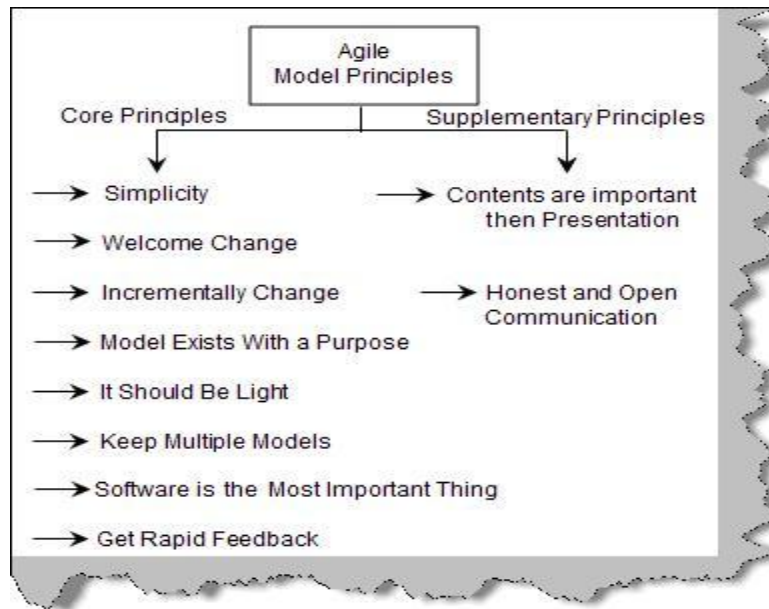 Agile
Model Principles
Core Principles
Supplementary Principles
Simplicity
Welcome Change
Incrementally Change
Model Exists With a Purpose
It Should Be Light
Keep Multiple Models
Software is the Most Important Thing
Get Rapid Feedback
Contents are important
then Presentation
Honest and Open
Communication